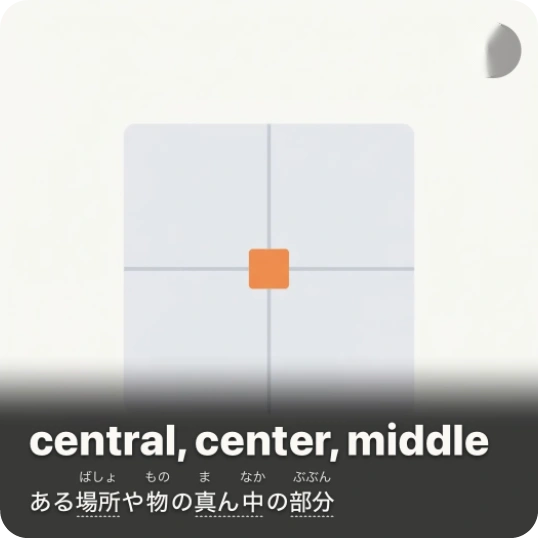 central, center, middle
ばしょ もの ま なか ぶぶん
ある場所や物の真ん中の部分